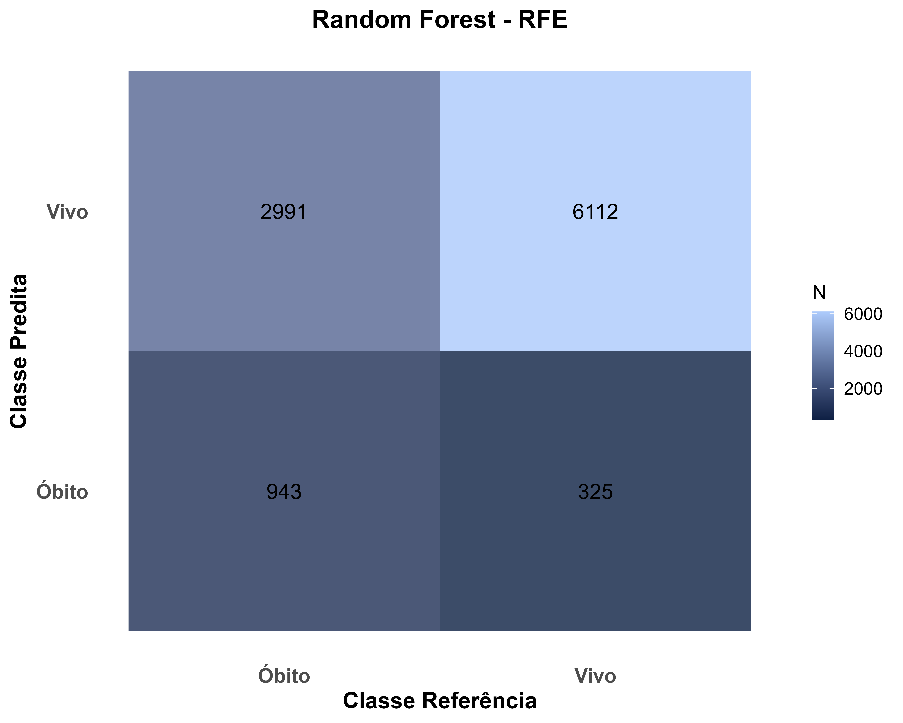 Random Forest - RFE
Vivo
2991
6112
Classe Predita
N
6000
4000
2000
Óbito
943
325
Óbito
Vivo
Classe Referência